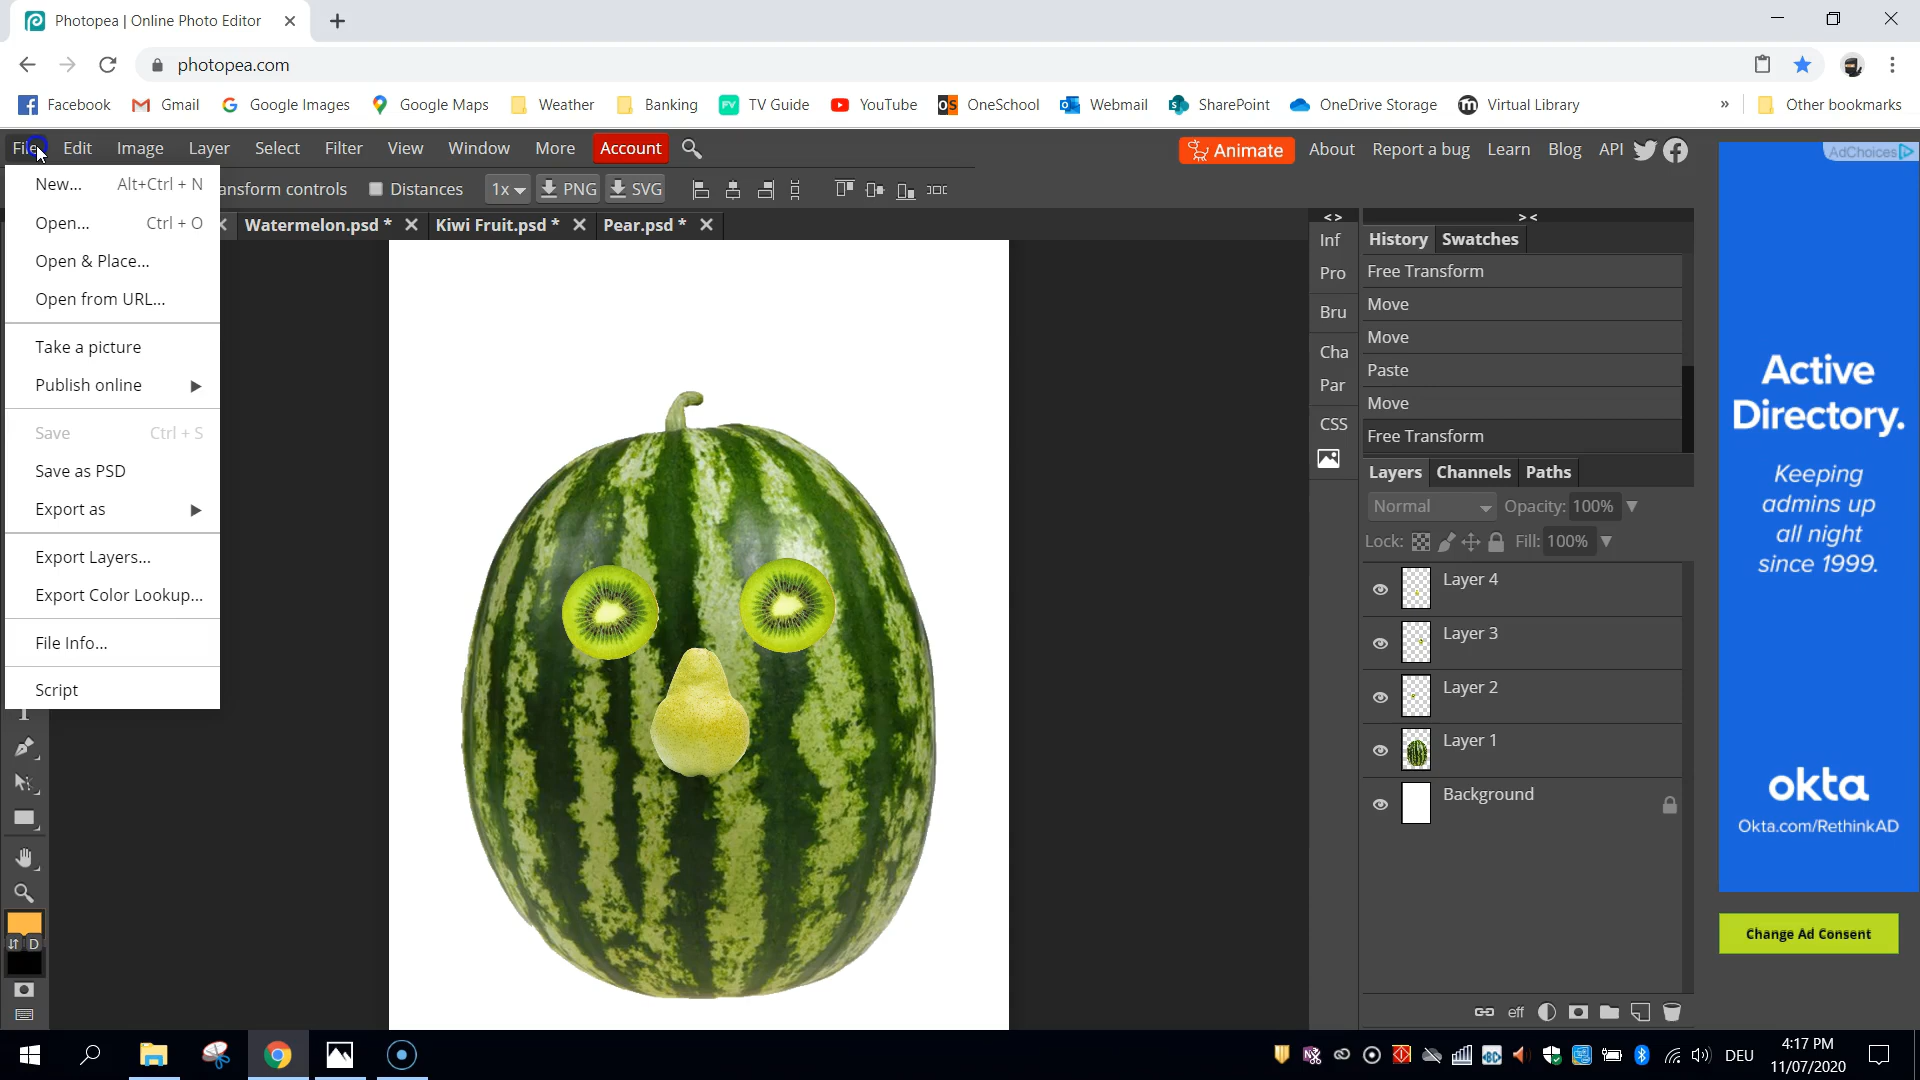 Photopea | Online Photo Editor
photopea.com
Facebook Gmail Google Images Google Maps Weather Banking TV Guide YouTube OneSchool Webmail SharePoint OneDrive Storage Virtual Library » Other bookmarks
File Edit Image Layer Select Filter View Window More Account Animate About Report a bug Learn Blog API
ansform controls Distances 1x PNG SVG
Watermelon.psd * Kiwi Fruit.psd * Pear.psd *
New... Alt+Ctrl + N
Open... Ctrl + O
Open & Place...
Open from URL...
Take a picture
Publish online
Save Ctrl + S
Save as PSD
Export as
Export Layers...
Export Color Lookup...
File Info...
Script
D
< >
Inf
Pro
Bru
Cha
Par
CSS
> <
History Swatches
Free Transform
Move
Move
Paste
Move
Free Transform
Layers Channels Paths
Normal Opacity: 100%
Lock: Fill: 100%
Layer 4
Layer 3
Layer 2
Layer 1
Background
eff
AdChoices
Active
Directory.
Keeping
admins up
all night
since 1999.
okta
Okta.com/RethinkAD
Change Ad Consent
DEU
4:17 PM
11/07/2020